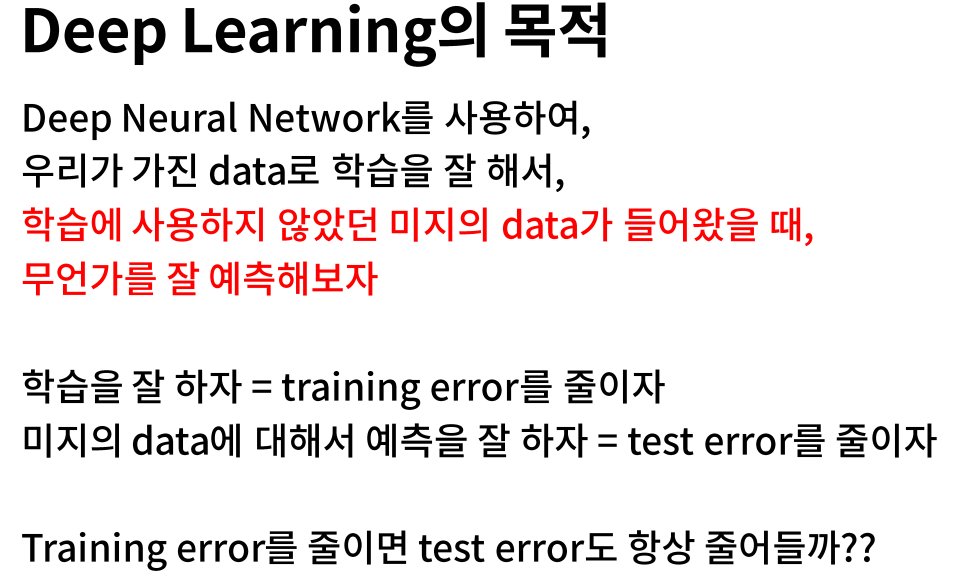 Deep Learning의 목적
Deep Neural Network를 사용하여,
우리가 가진 data로 학습을 잘 해서,
학습에 사용하지 않았던 미지의 data가 들어왔을 때,
무언가를 잘 예측해보자
학습을 잘 하자 = training error를 줄이자
미지의 data에 대해서 예측을 잘 하자 = test error를 줄이자
Training error를 줄이면 test error도 항상 줄어들까??